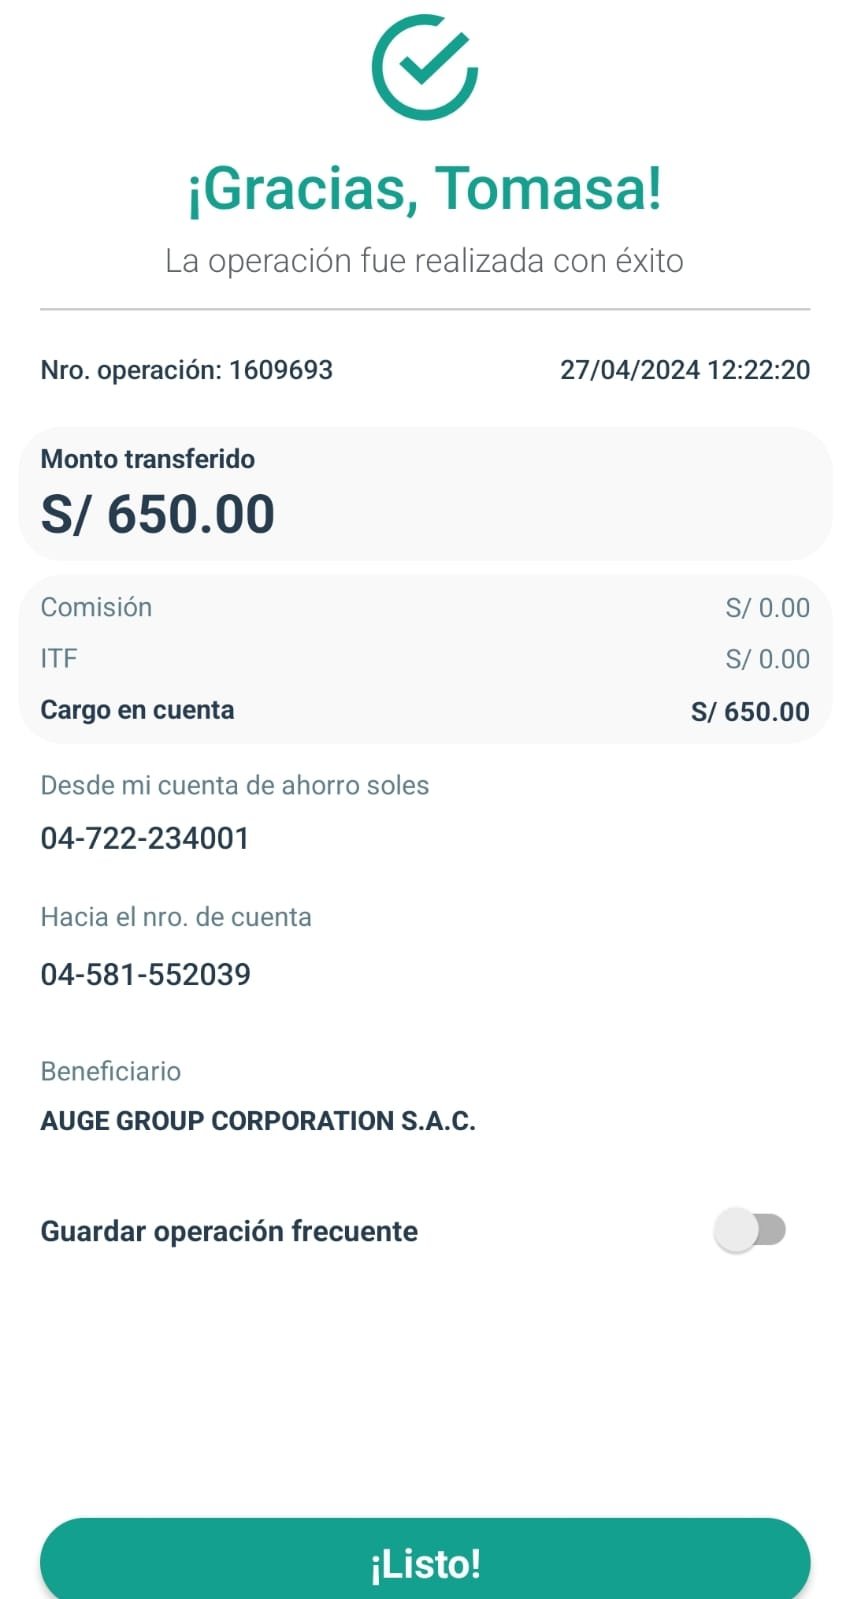 ¡Gracias, Tomasa!
La operación fue realizada con éxito
Nro. operación: 1609693 27/04/2024 12:22:20
Monto transferido
S/ 650.00
Comisión S/ 0.00
ITF S/ 0.00
Cargo en cuenta S/ 650.00
Desde mi cuenta de ahorro soles
04-722-234001
Hacia el nro. de cuenta
04-581-552039
Beneficiario
AUGE GROUP CORPORATION S.A.C.
Guardar operación frecuente
¡Listo!